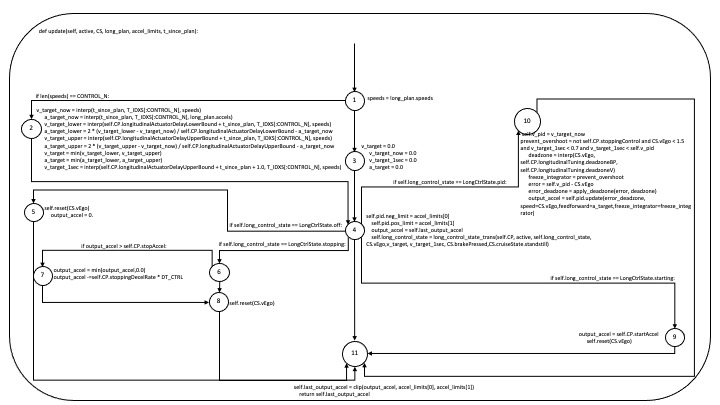 def update(self, active, CS, long_plan, accel_limits, t_since_plan):
if len(speeds) == CONTROL_N:
1
speeds = long_plan.speeds
v_target_now = interp(t_since_plan, T_IDXS[:CONTROL_N], speeds)
a_target_now = interp(t_since_plan, T_IDXS[:CONTROL_N], long_plan.accels)
v_target_lower = interp(self.CP.longitudinalActuatorDelayLowerBound + t_since_plan, T_IDXS[:CONTROL_N], speeds)
a_target_lower = 2 * (v_target_lower - v_target_now) / self.CP.longitudinalActuatorDelayLowerBound - a_target_now
v_target_upper = interp(self.CP.longitudinalActuatorDelayUpperBound + t_since_plan, T_IDXS[:CONTROL_N], speeds)
a_target_upper = 2 * (v_target_upper - v_target_now) / self.CP.longitudinalActuatorDelayUpperBound - a_target_now
v_target = min(v_target_lower, v_target_upper)
a_target = min(a_target_lower, a_target_upper)
v_target_1sec = interp(self.CP.longitudinalActuatorDelayUpperBound + t_since_plan + 1.0, T_IDXS[:CONTROL_N], speeds)
2
10
self.v_pid = v_target_now
prevent_overshoot = not self.CP.stoppingControl and CS.vEgo < 1.5
and v_target_1sec < 0.7 and v_target_1sec < self.v_pid
deadzone = interp(CS.vEgo,
self.CP.longitudinalTuning.deadzoneBP,
self.CP.longitudinalTuning.deadzoneV)
freeze_integrator = prevent_overshoot
error = self.v_pid - CS.vEgo
error_deadzone = apply_deadzone(error, deadzone)
output_accel = self.pid.update(error_deadzone,
speed=CS.vEgo,feedforward=a_target,freeze_integrator=freeze_integ
rator)
v_target = 0.0
v_target_now = 0.0
v_target_1sec = 0.0
a_target = 0.0
3
if self.long_control_state == LongCtrlState.pid:
5
self.reset(CS.vEgo)
output_accel = 0.
if self.long_control_state == LongCtrlState.off:
4
self.pid.neg_limit = accel_limits[0]
self.pid.pos_limit = accel_limits[1]
output_accel = self.last_output_accel
self.long_control_state = long_control_state_trans(self.CP, active, self.long_control_state,
CS.vEgo,v_target, v_target_1sec, CS.brakePressed,CS.cruiseState.standstill)
if self.long_control_state == LongCtrlState.stopping:
if output_accel > self.CP.stopAccel:
7
output_accel = min(output_accel,0.0)
output_accel -=self.CP.stoppingDecelRate * DT_CTRL
6
8
self.reset(CS.vEgo)
if self.long_control_state == LongCtrlState.starting:
output_accel = self.CP.startAccel
self.reset(CS.vEgo)
9
11
self.last_output_accel = clip(output_accel, accel_limits[0], accel_limits[1])
return self.last_output_accel